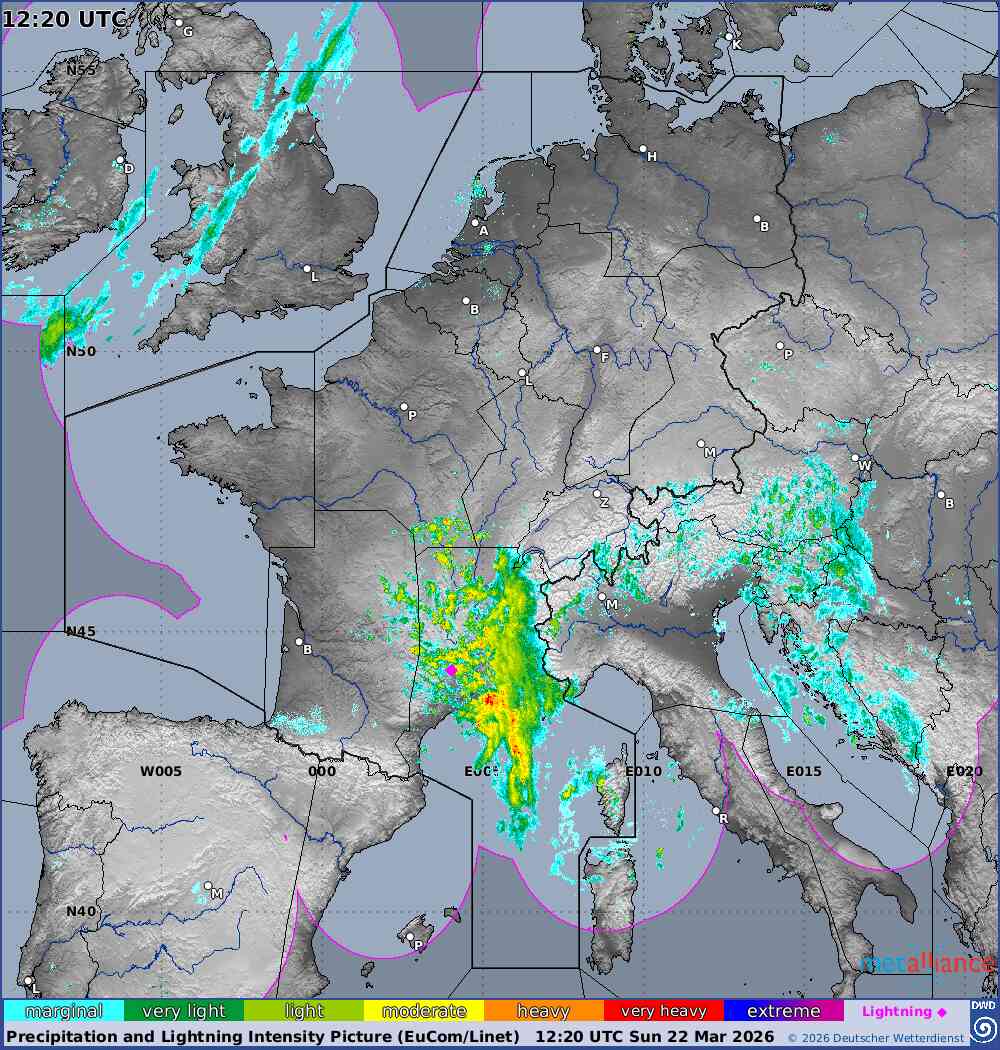 12:20 UTC
G
K
N55
D
H
A
B
L
B
N50
P
F
L
P
M
W
Z
B
M
N45
B
W005
000
E005
E010
E015
E020
R
M
N40
P
L
metalliance
marginal very light light moderate heavy very heavy extreme Lightning ◆ DWD
Precipitation and Lightning Intensity Picture (EuCom/Linet) 12:20 UTC Sun 22 Mar 2026 © 2026 Deutscher Wetterdienst